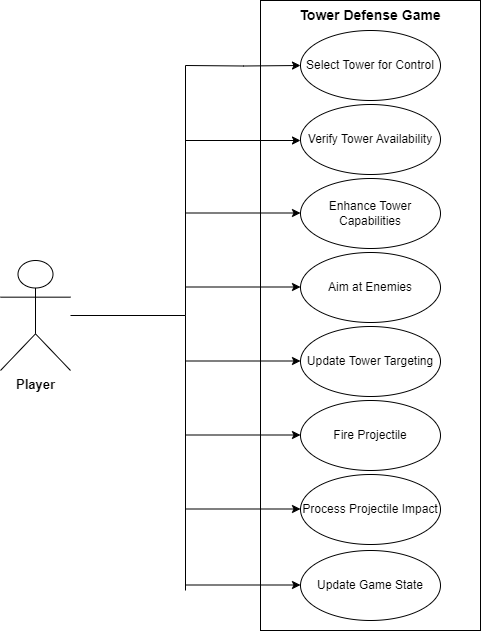 Tower Defense Game
Select Tower for Control
Verify Tower Availability
Enhance Tower
Capabilities
Aim at Enemies
Update Tower Targeting
Player
Fire Projectile
Process Projectile Impact
Update Game State